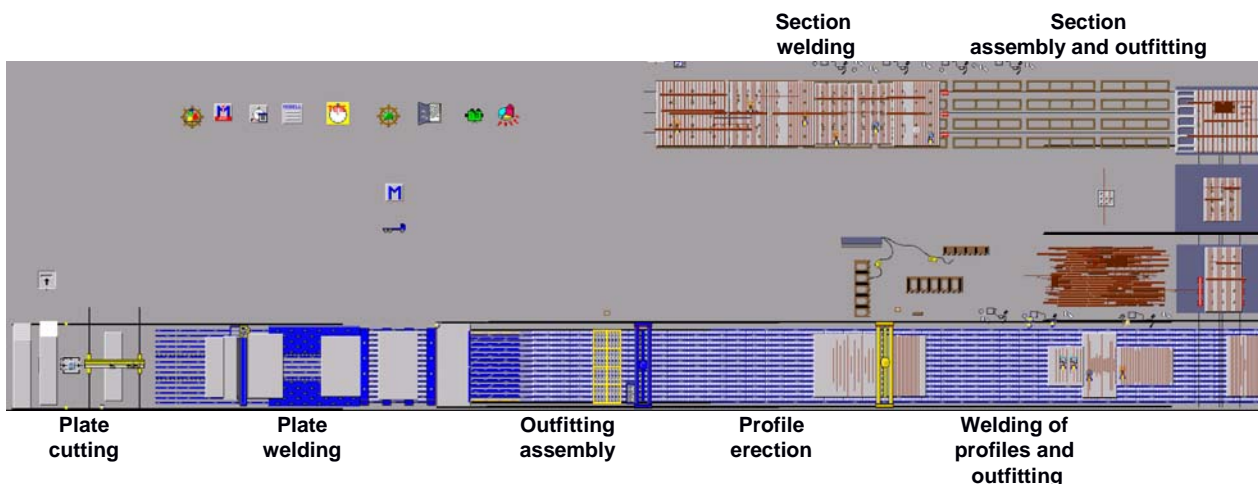 Section
welding
Section
assembly and outfitting
M
M
Plate
cutting
Plate
welding
Outfitting
assembly
Profile
erection
Welding of
profiles and
outfitting